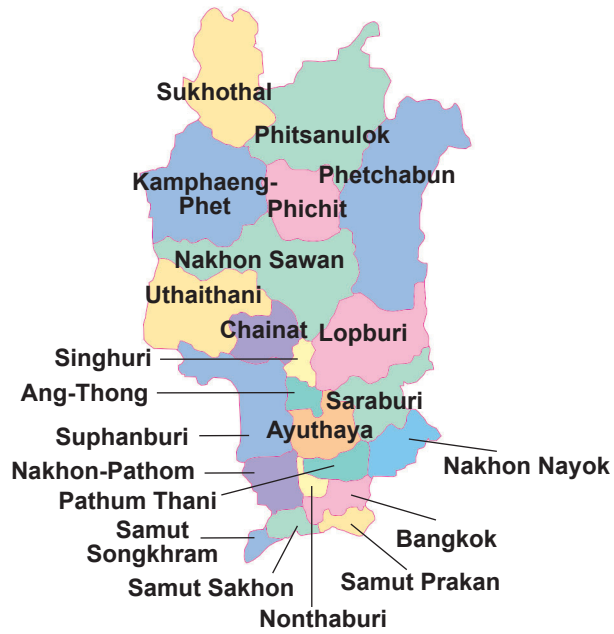 Sukhothal
Phitsanulok
Phetchabun
Kamphaeng-
Phet
Phichit
Nakhon Sawan
Uthaithani
Chainat
Lopburi
Singhuri
Ang-Thong
Saraburi
Ayuthaya
Suphanburi
Nakhon Nayok
Nakhon-Pathom
Pathum Thani
Samut
Songkhram
Bangkok
Samut Sakhon
Samut Prakan
Nonthaburi